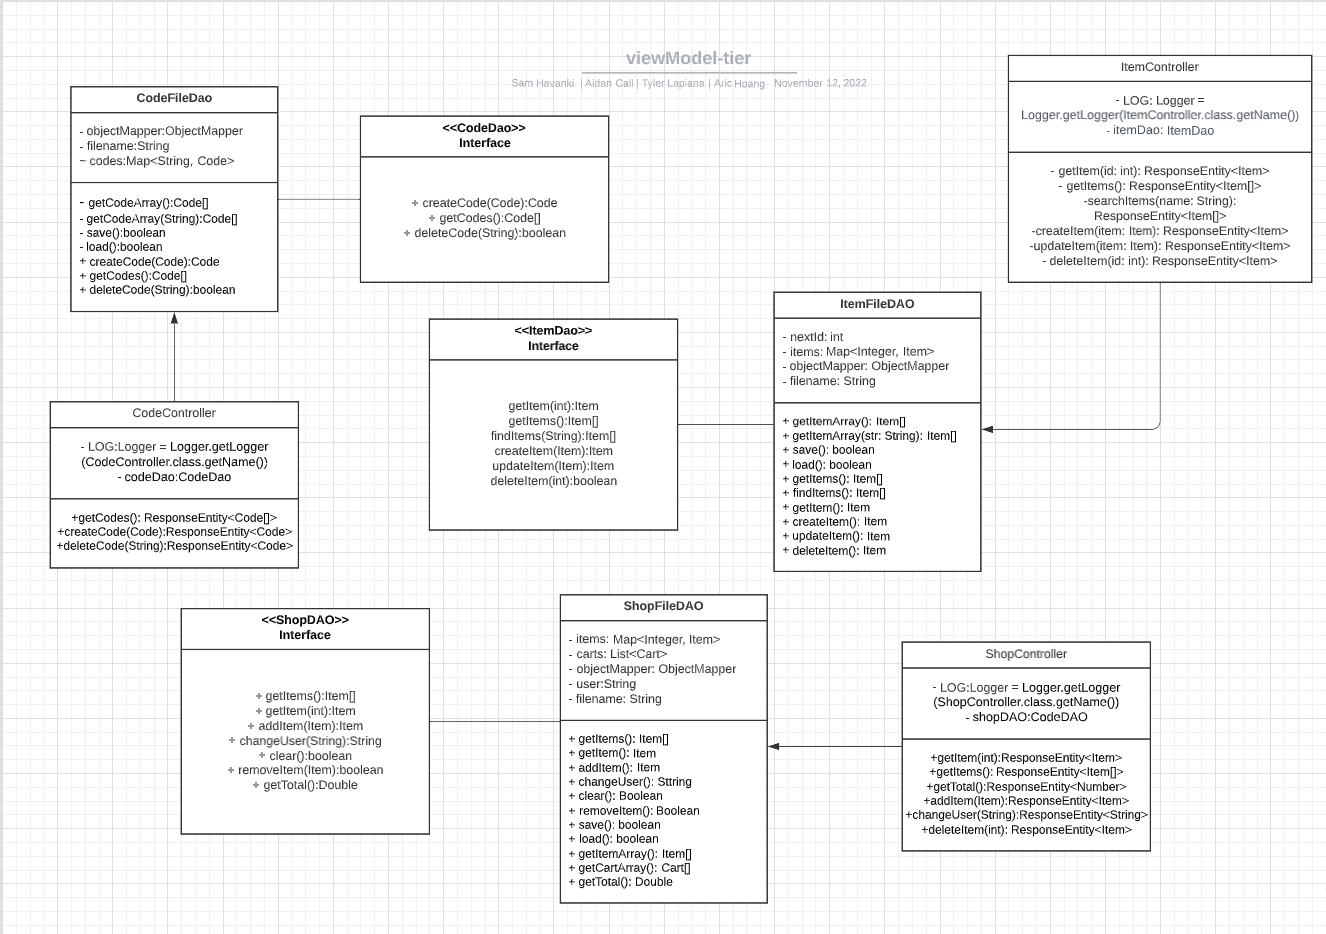 viewModel-tier
Sam Havanki | Aidan Call | Tyler Lapiana | Aric Hoang November 12, 2022
CodeFileDao
- objectMapper:ObjectMapper
- filename:String
~ codes:Map<String, Code>
- getCodeArray():Code[]
- getCodeArray(String):Code[]
- save():boolean
- load():boolean
+ createCode(Code):Code
+ getCodes():Code[]
+ deleteCode(String):boolean
<<CodeDao>>
Interface
+ createCode(Code):Code
+ getCodes():Code[]
+ deleteCode(String):boolean
ItemController
- LOG: Logger =
Logger.getLogger(ItemController.class.getName())
- itemDao: ItemDao
- getItem(id: int): ResponseEntity<Item>
- getItems(): ResponseEntity<Item[]>
-searchItems(name: String):
ResponseEntity<Item[]>
-createItem(item: Item): ResponseEntity<Item>
-updateItem(item: Item): ResponseEntity<Item>
- deleteItem(id: int): ResponseEntity<Item>
<<ItemDao>>
Interface
getItem(int):Item
getItems():Item[]
findItems(String):Item[]
createItem(Item):Item
updateItem(Item):Item
deleteItem(int):boolean
ItemFileDAO
- nextId: int
- items: Map<Integer, Item>
- objectMapper: ObjectMapper
- filename: String
+ getItemArray(): Item[]
+ getItemArray(str: String): Item[]
+ save(): boolean
+ load(): boolean
+ getItems(): Item[]
+ findItems(): Item[]
+ getItem(): Item
+ createItem(): Item
+ updateItem(): Item
+ deleteItem(): Item
CodeController
- LOG:Logger = Logger.getLogger
(CodeController.class.getName())
- codeDao:CodeDao
+getCodes(): ResponseEntity<Code[]>
+createCode(Code):ResponseEntity<Code>
+deleteCode(String):ResponseEntity<Code>
<<ShopDAO>>
Interface
+ getItems():Item[]
+ getItem(int):Item
+ addItem(Item):Item
+ changeUser(String):String
+ clear():boolean
+ removeItem(Item):boolean
+ getTotal():Double
ShopFileDAO
- items: Map<Integer, Item>
- carts: List<Cart>
- objectMapper: ObjectMapper
- user:String
- filename: String
+ getItems(): Item[]
+ getItem(): Item
+ addItem(): Item
+ changeUser(): Sttring
+ clear(): Boolean
+ removeItem(): Boolean
+ save(): boolean
+ load(): boolean
+ getItemArray(): Item[]
+ getCartArray(): Cart[]
+ getTotal(): Double
ShopController
- LOG:Logger = Logger.getLogger
(ShopController.class.getName())
- shopDAO:CodeDAO
+getItem(int):ResponseEntity<Item>
+getItems(): ResponseEntity<Item[]>
+getTotal():ResponseEntity<Number>
+addItem(Item):ResponseEntity<Item>
+changeUser(String):ResponseEntity<String>
+deleteItem(int): ResponseEntity<Item>